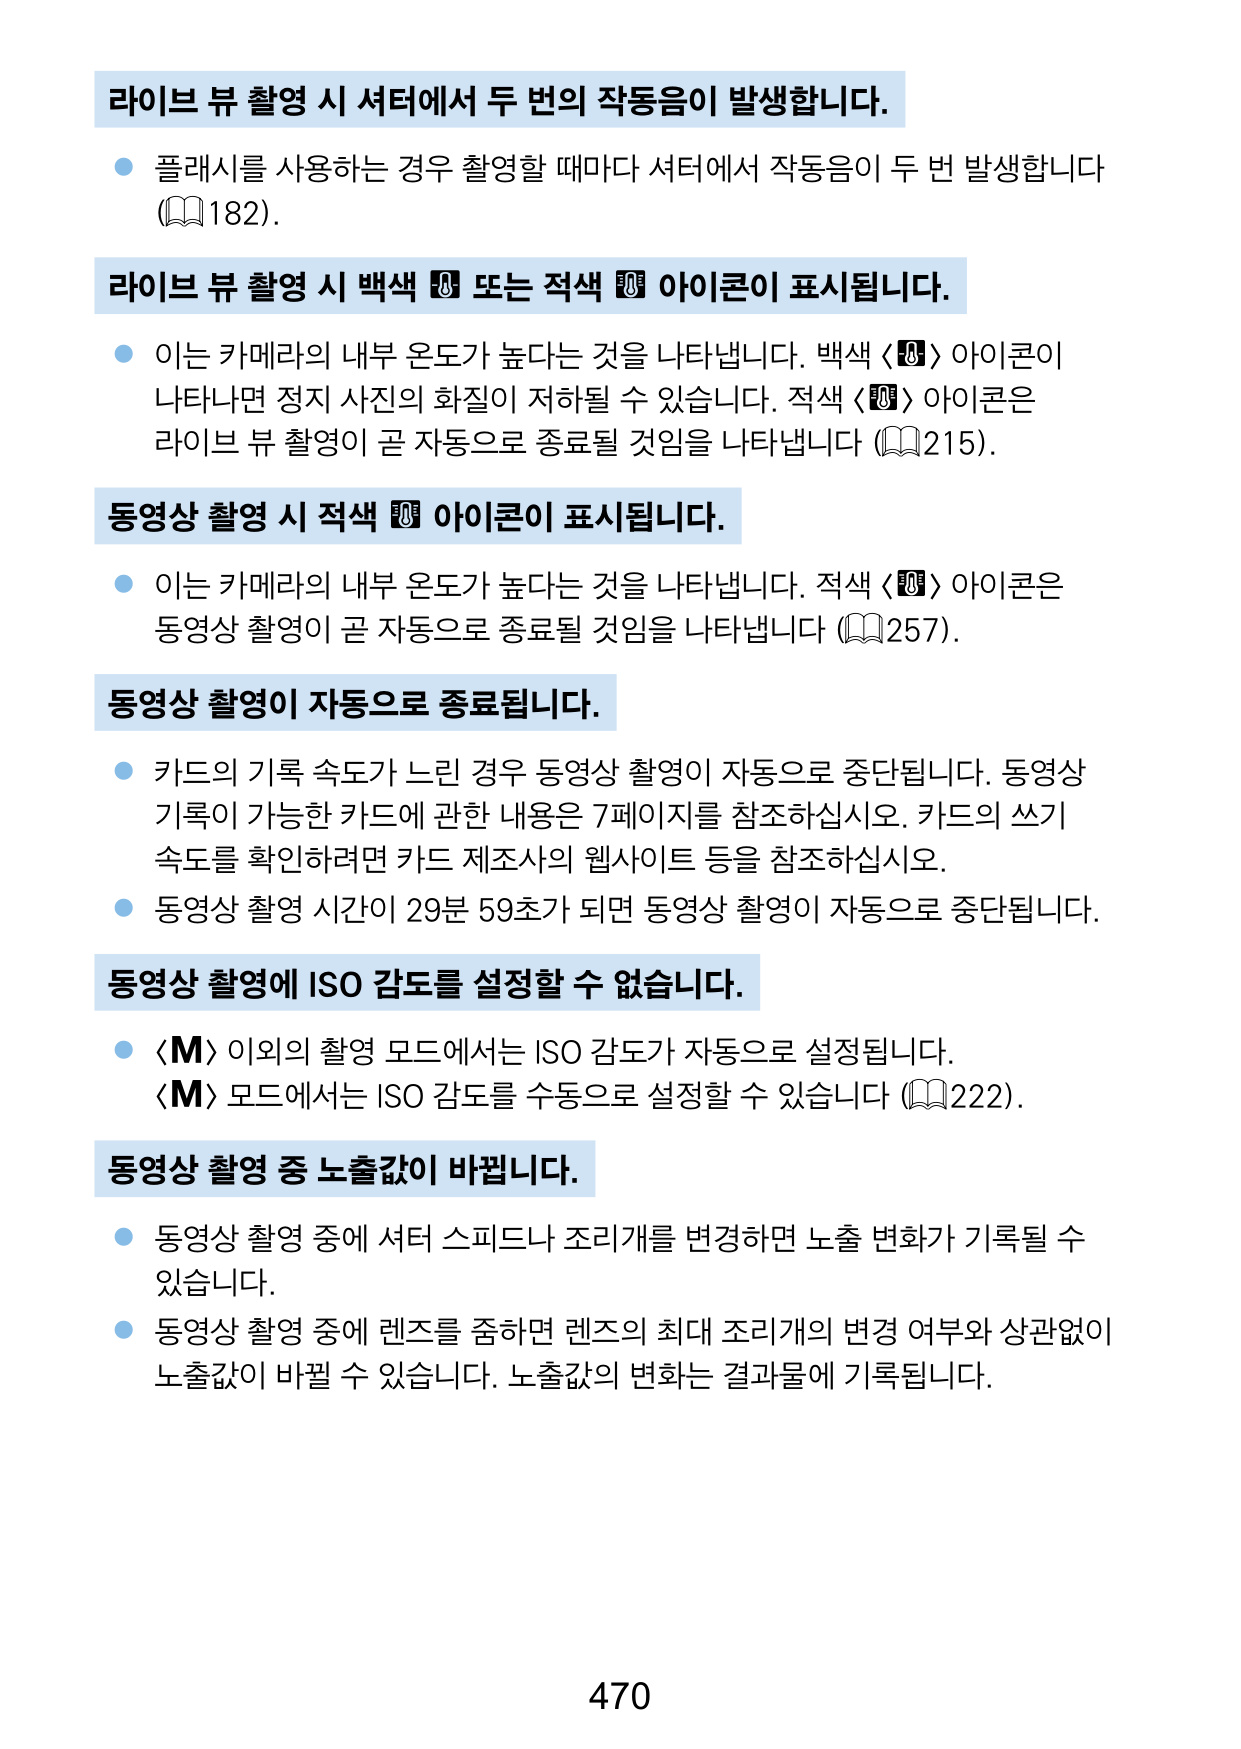 라이브 뷰 촬영 시 셔터에서 두 번의 작동음이 발생합니다.
● 플래시를 사용하는 경우 촬영할 때마다 셔터에서 작동음이 두 번 발생합니다
(182).
라이브 뷰 촬영 시 백색 또는 적색 아이콘이 표시됩니다.
● 이는 카메라의 내부 온도가 높다는 것을 나타냅니다. 백색 < > 아이콘이
나타나면 정지 사진의 화질이 저하될 수 있습니다. 적색 < > 아이콘은
라이브 뷰 촬영이 곧 자동으로 종료될 것임을 나타냅니다 (215).
동영상 촬영 시 적색 아이콘이 표시됩니다.
● 이는 카메라의 내부 온도가 높다는 것을 나타냅니다. 적색 < > 아이콘은
동영상 촬영이 곧 자동으로 종료될 것임을 나타냅니다 (257).
동영상 촬영이 자동으로 종료됩니다.
● 카드의 기록 속도가 느린 경우 동영상 촬영이 자동으로 중단됩니다. 동영상
기록이 가능한 카드에 관한 내용은 7페이지를 참조하십시오. 카드의 쓰기
속도를 확인하려면 카드 제조사의 웹사이트 등을 참조하십시오.
● 동영상 촬영 시간이 29분 59초가 되면 동영상 촬영이 자동으로 중단됩니다.
동영상 촬영에 ISO 감도를 설정할 수 없습니다.
● <M> 이외의 촬영 모드에서는 ISO 감도가 자동으로 설정됩니다.
<M> 모드에서는 ISO 감도를 수동으로 설정할 수 있습니다 (222).
동영상 촬영 중 노출값이 바뀝니다.
● 동영상 촬영 중에 셔터 스피드나 조리개를 변경하면 노출 변화가 기록될 수
있습니다.
● 동영상 촬영 중에 렌즈를 줌하면 렌즈의 최대 조리개의 변경 여부와 상관없이
노출값이 바뀔 수 있습니다. 노출값의 변화는 결과물에 기록됩니다.
470